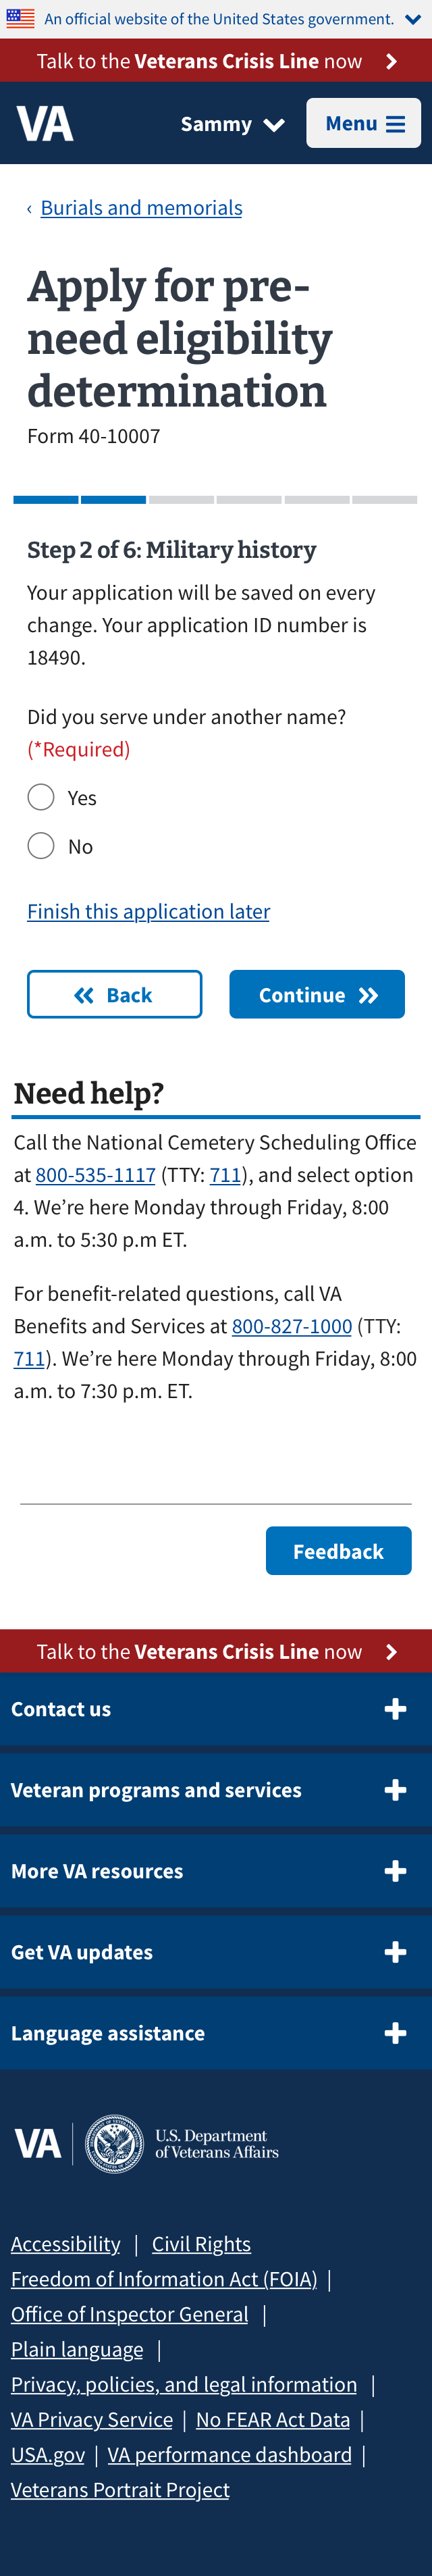 An official website of the United States government.
Talk to the Veterans Crisis Line now
VA
Sammy
Menu
‹ Burials and memorials
Apply for pre-
need eligibility
determination
Form 40-10007
Step 2 of 6: Military history
Your application will be saved on every
change. Your application ID number is
18490.
Did you serve under another name?
(*Required)
Yes
No
Finish this application later
Back
Continue
Need help?
Call the National Cemetery Scheduling Office
at 800-535-1117 (TTY: 711), and select option
4. We’re here Monday through Friday, 8:00
a.m. to 5:30 p.m ET.
For benefit-related questions, call VA
Benefits and Services at 800-827-1000 (TTY:
711). We’re here Monday through Friday, 8:00
a.m. to 7:30 p.m. ET.
Feedback
Talk to the Veterans Crisis Line now
Contact us
Veteran programs and services
More VA resources
Get VA updates
Language assistance
VA
U.S. Department
of Veterans Affairs
Accessibility | Civil Rights
Freedom of Information Act (FOIA) |
Office of Inspector General |
Plain language |
Privacy, policies, and legal information |
VA Privacy Service | No FEAR Act Data |
USA.gov | VA performance dashboard |
Veterans Portrait Project